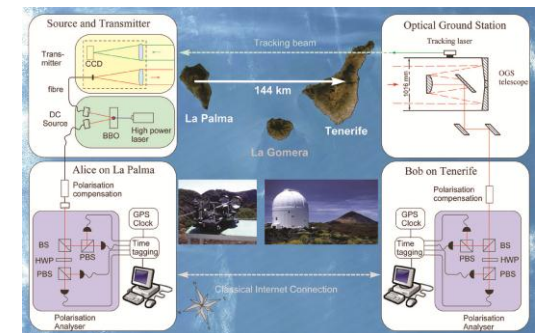 Source and Transmitter
Trans-
mitter
CCD
fibre
DC
Source
BBO
High power
laser
Tracking beam
144 km
La Palma
La Gomera
Tenerife
Optical Ground Station
Tracking laser
1016 mm
OGS
telescope
Alice on La Palma
Polarisation
compensation
GPS
Clock
Time
tagging
BS
PBS
HWP
PBS
Polarisation
Analyser
Classical Internet Connection
Bob on Tenerife
Polarisation
compensation
GPS
Clock
Time
tagging
BS
PBS
HWP
PBS
Polarisation
Analyser